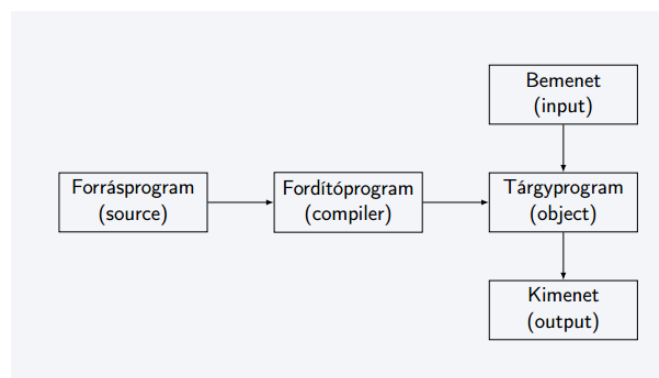 Bemenet
(input)
Forrásprogram
(source)
Fordítóprogram
(compiler)
Tárgyprogram
(object)
Kimenet
(output)